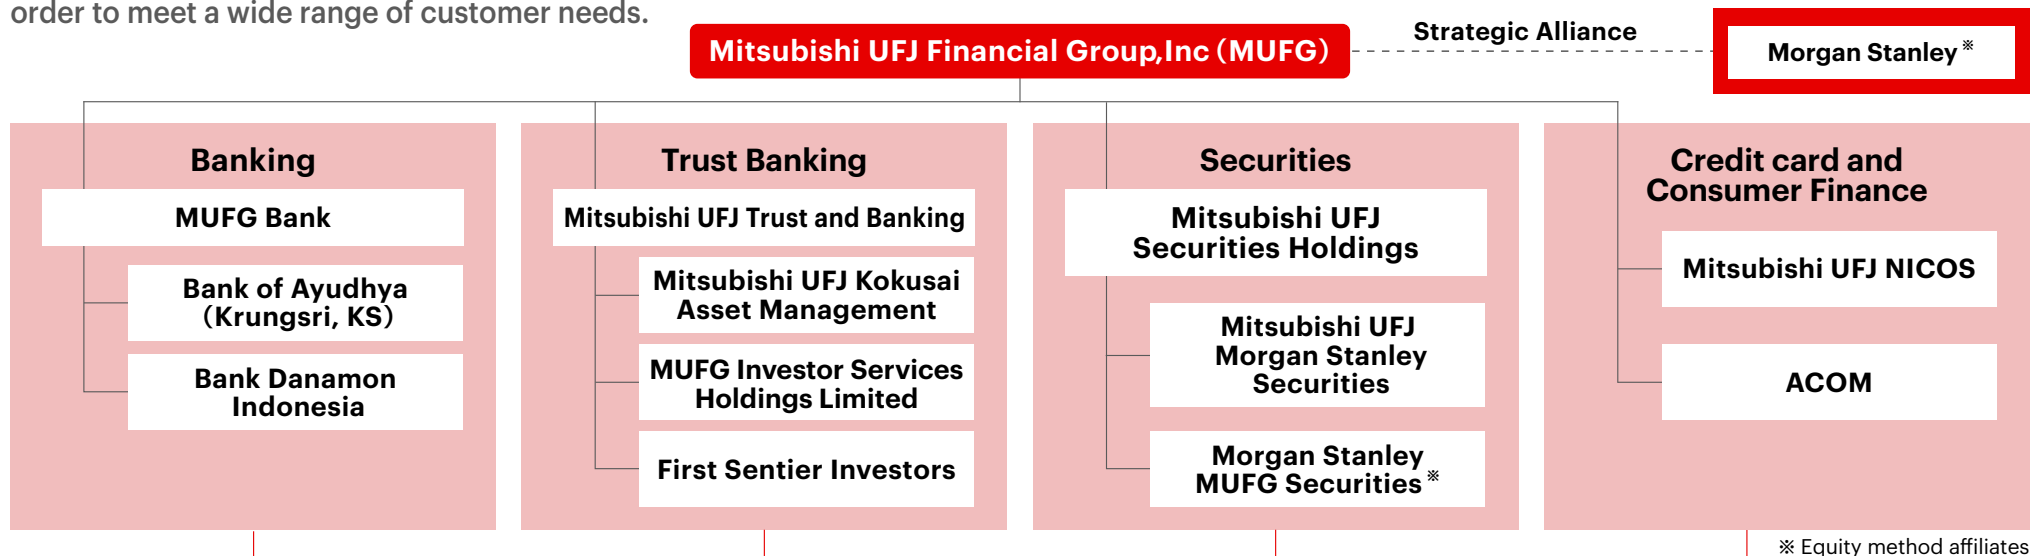 order to meet a wide range of customer needs.
Mitsubishi UFJ Financial Group,Inc (MUFG)
Strategic Alliance
Morgan Stanley※
Banking
MUFG Bank
Bank of Ayudhya
(Krungsri, KS)
Bank Danamon
Indonesia
Trust Banking
Mitsubishi UFJ Trust and Banking
Mitsubishi UFJ Kokusai
Asset Management
MUFG Investor Services
Holdings Limited
First Sentier Investors
Securities
Mitsubishi UFJ
Securities Holdings
Mitsubishi UFJ
Morgan Stanley
Securities
Morgan Stanley
MUFG Securities※
Credit card and
Consumer Finance
Mitsubishi UFJ NICOS
ACOM
※ Equity method affiliates